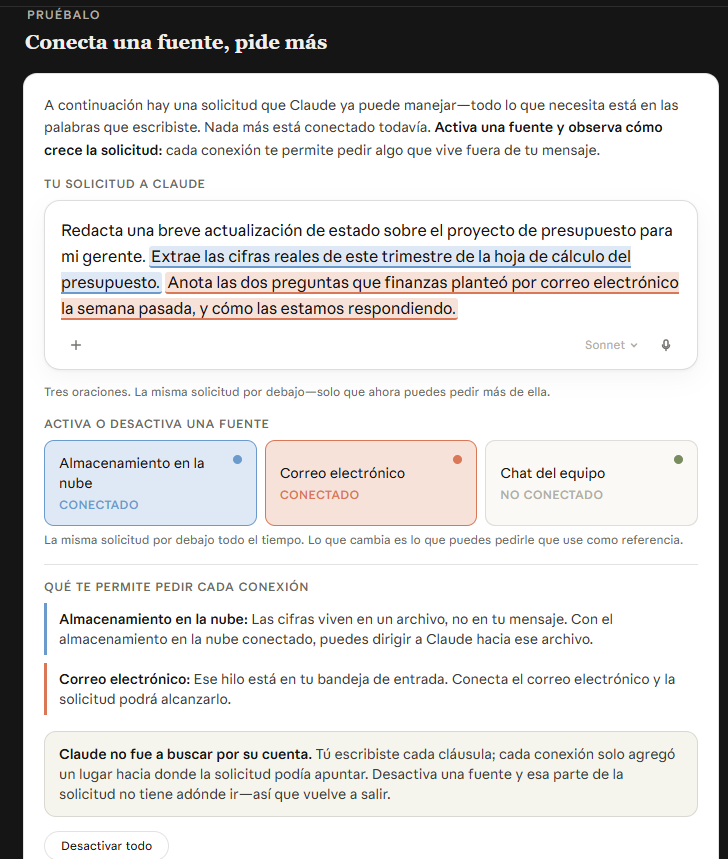 PRUÉBALO
Conecta una fuente, pide más
A continuación hay una solicitud que Claude ya puede manejar—todo lo que necesita está en las
palabras que escribiste. Nada más está conectado todavía. Activa una fuente y observa cómo
crece la solicitud: cada conexión te permite pedir algo que vive fuera de tu mensaje.
TU SOLICITUD A CLAUDE
Redacta una breve actualización de estado sobre el proyecto de presupuesto para
mi gerente. Extrae las cifras reales de este trimestre de la hoja de cálculo del
presupuesto. Anota las dos preguntas que finanzas planteó por correo electrónico
la semana pasada, y cómo las estamos respondiendo.
+
Sonnet
Tres oraciones. La misma solicitud por debajo—solo que ahora puedes pedir más de ella.
ACTIVA O DESACTIVA UNA FUENTE
Almacenamiento en la
nube
CONECTADO
Correo electrónico
CONECTADO
Chat del equipo
NO CONECTADO
La misma solicitud por debajo todo el tiempo. Lo que cambia es lo que puedes pedirle que use como referencia.
QUÉ TE PERMITE PEDIR CADA CONEXIÓN
Almacenamiento en la nube: Las cifras viven en un archivo, no en tu mensaje. Con el
almacenamiento en la nube conectado, puedes dirigir a Claude hacia ese archivo.
Correo electrónico: Ese hilo está en tu bandeja de entrada. Conecta el correo electrónico y la
solicitud podrá alcanzarlo.
Claude no fue a buscar por su cuenta. Tú escribiste cada cláusula; cada conexión solo agregó
un lugar hacia donde la solicitud podía apuntar. Desactiva una fuente y esa parte de la
solicitud no tiene adónde ir—así que vuelve a salir.
Desactivar todo